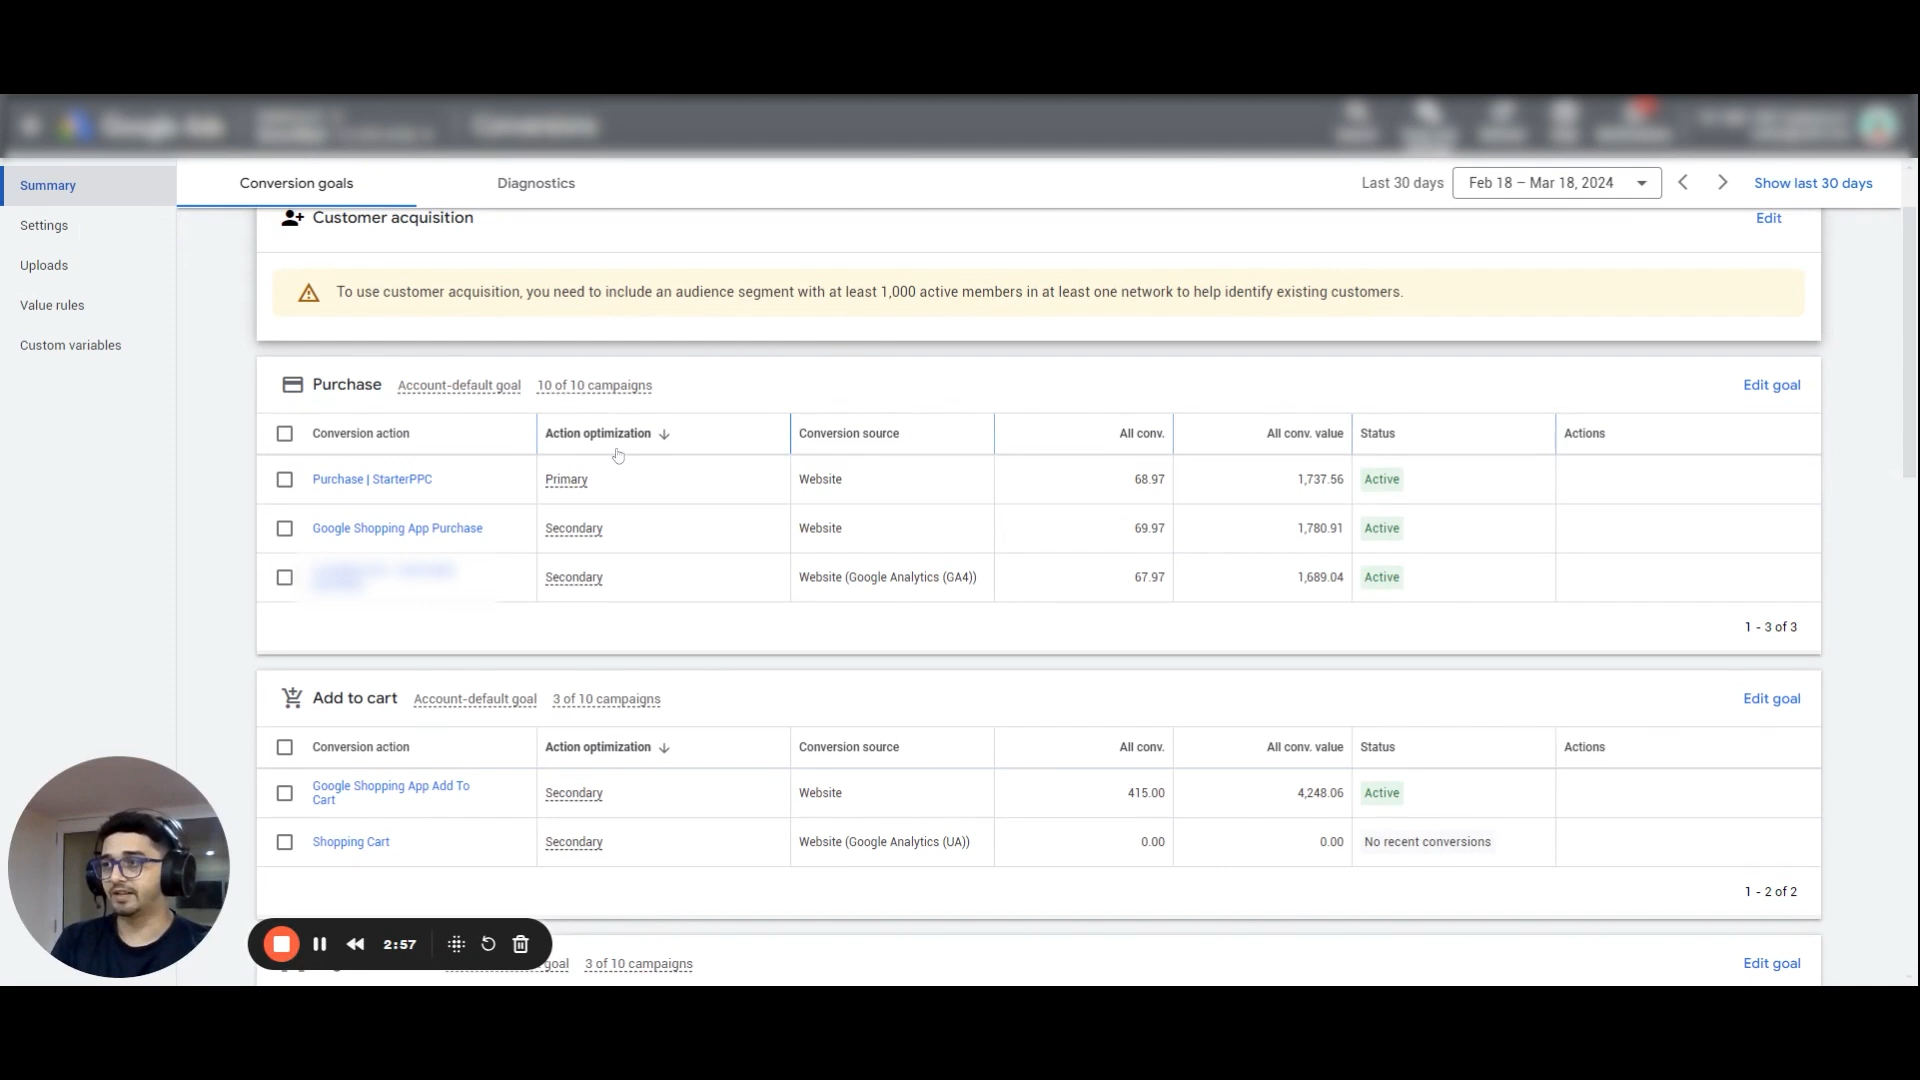 Summary
Settings
Uploads
Value rules
Custom variables
Conversion goals
Diagnostics
Last 30 days
Feb 18 – Mar 18, 2024
Show last 30 days
Customer acquisition
Edit
To use customer acquisition, you need to include an audience segment with at least 1,000 active members in at least one network to help identify existing customers.
Purchase Account-default goal 10 of 10 campaigns Edit goal
Conversion action Action optimization Conversion source All conv. All conv. value Status Actions
Purchase | StarterPPC Primary Website 68.97 1,737.56 Active
Google Shopping App Purchase Secondary Website 69.97 1,780.91 Active
Secondary Website (Google Analytics (GA4)) 67.97 1,689.04 Active
1 - 3 of 3
Add to cart Account-default goal 3 of 10 campaigns Edit goal
Conversion action Action optimization Conversion source All conv. All conv. value Status Actions
Google Shopping App Add To
Cart
Secondary Website 415.00 4,248.06 Active
Shopping Cart Secondary Website (Google Analytics (UA)) 0.00 0.00 No recent conversions
1 - 2 of 2
2:57
goal 3 of 10 campaigns Edit goal